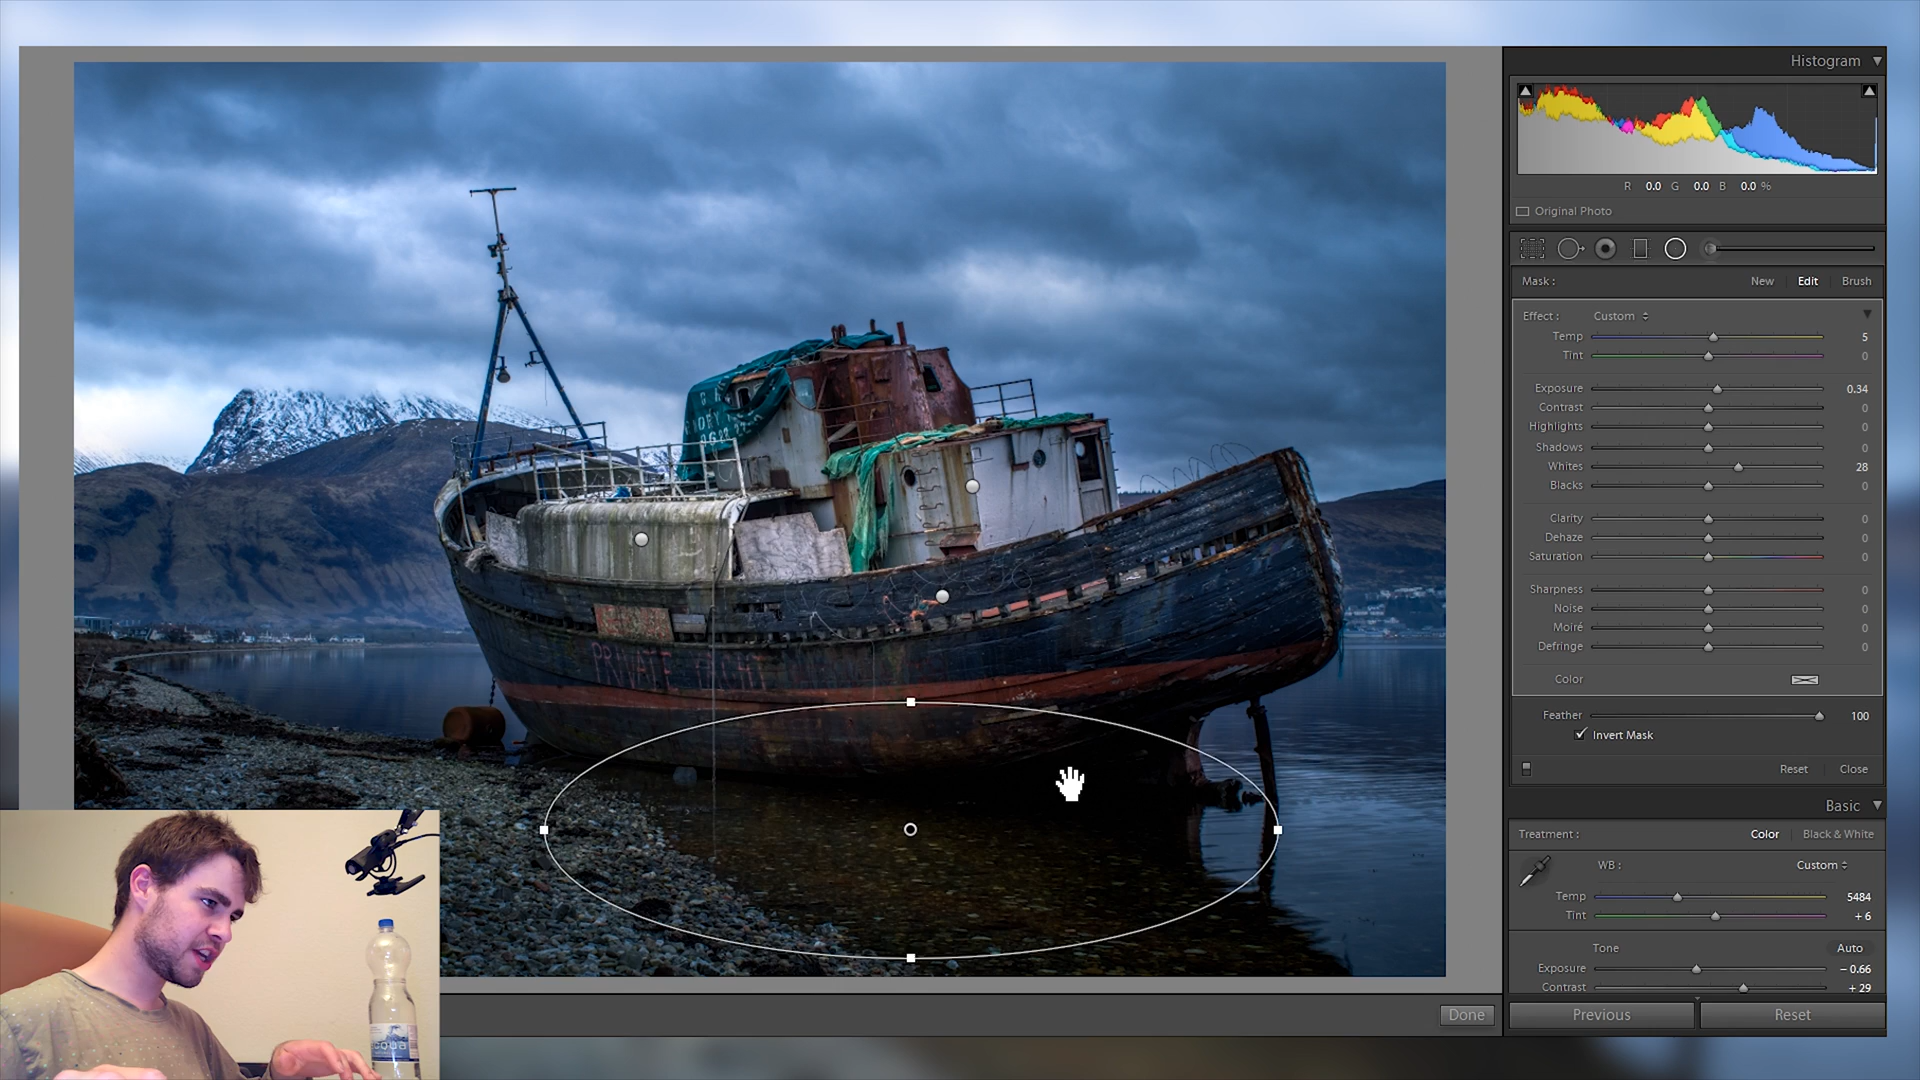 Histogram
R 0.0 G 0.0 B 0.0 %
Original Photo
Mask : New Edit Brush
Effect : Custom
Temp 5
Tint 0
Exposure 0.34
Contrast 0
Highlights 0
Shadows 0
Whites 28
Blacks 0
Clarity 0
Dehaze 0
Saturation 0
Sharpness 0
Noise 0
Moiré 0
Defringe 0
Color
Feather 100
Invert Mask
Reset Close
Basic
Treatment : Color Black & White
WB : Custom
Temp 5484
Tint + 6
Tone Auto
Exposure – 0.66
Contrast + 29
Done Previous Reset
PRIVATE